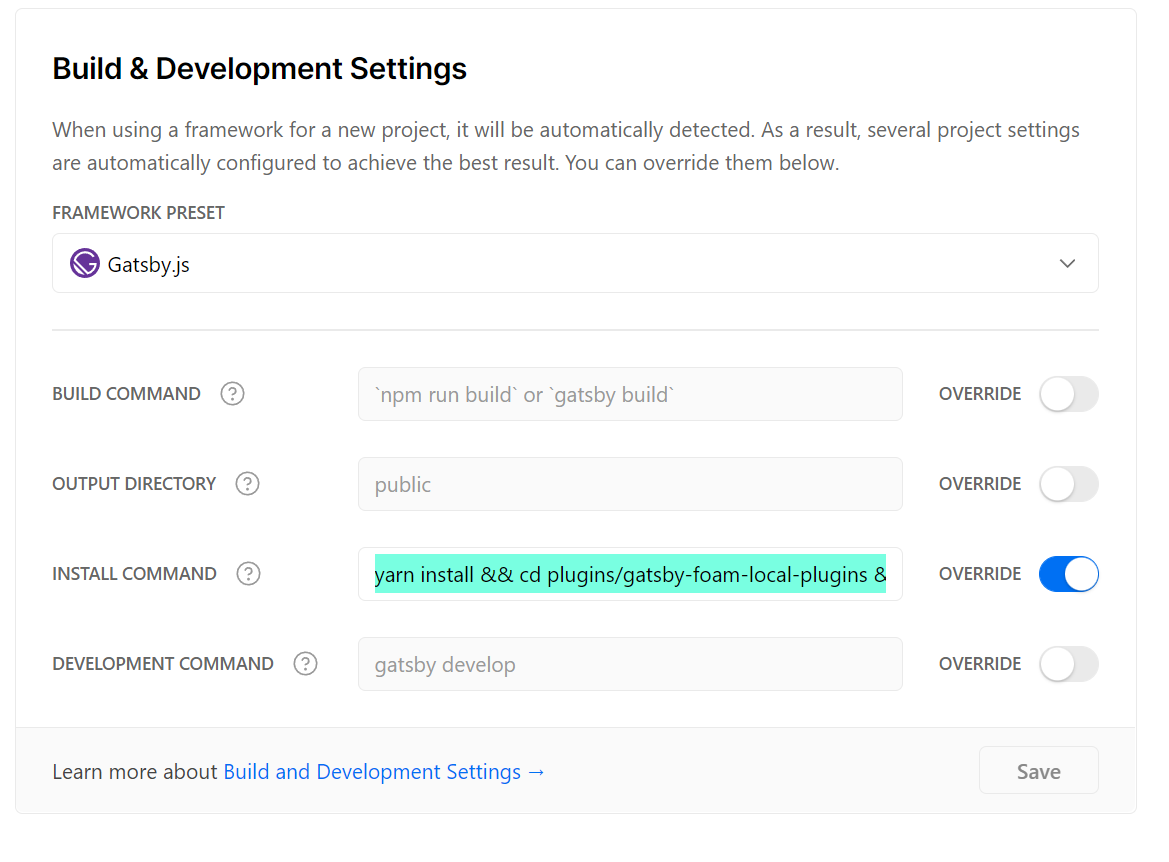 Build & Development Settings
When using a framework for a new project, it will be automatically detected. As a result, several project settings
are automatically configured to achieve the best result. You can override them below.
FRAMEWORK PRESET
Gatsby.js
BUILD COMMAND ? `npm run build` or `gatsby build` OVERRIDE
OUTPUT DIRECTORY ? public OVERRIDE
INSTALL COMMAND ? yarn install && cd plugins/gatsby-foam-local-plugins & OVERRIDE
DEVELOPMENT COMMAND ? gatsby develop OVERRIDE
Learn more about Build and Development Settings → Save